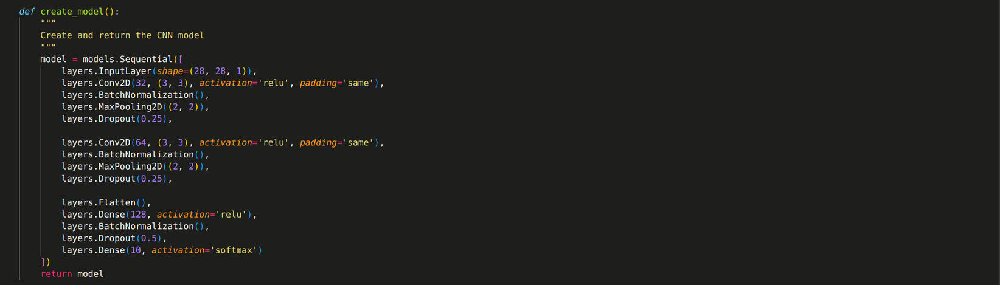 def create_model():
"""
Create and return the CNN model
"""
model = models.Sequential([
layers.InputLayer(shape=(28, 28, 1)),
layers.Conv2D(32, (3, 3), activation='relu', padding='same'),
layers.BatchNormalization(),
layers.MaxPooling2D((2, 2)),
layers.Dropout(0.25),
layers.Conv2D(64, (3, 3), activation='relu', padding='same'),
layers.BatchNormalization(),
layers.MaxPooling2D((2, 2)),
layers.Dropout(0.25),
layers.Flatten(),
layers.Dense(128, activation='relu'),
layers.BatchNormalization(),
layers.Dropout(0.5),
layers.Dense(10, activation='softmax')
])
return model